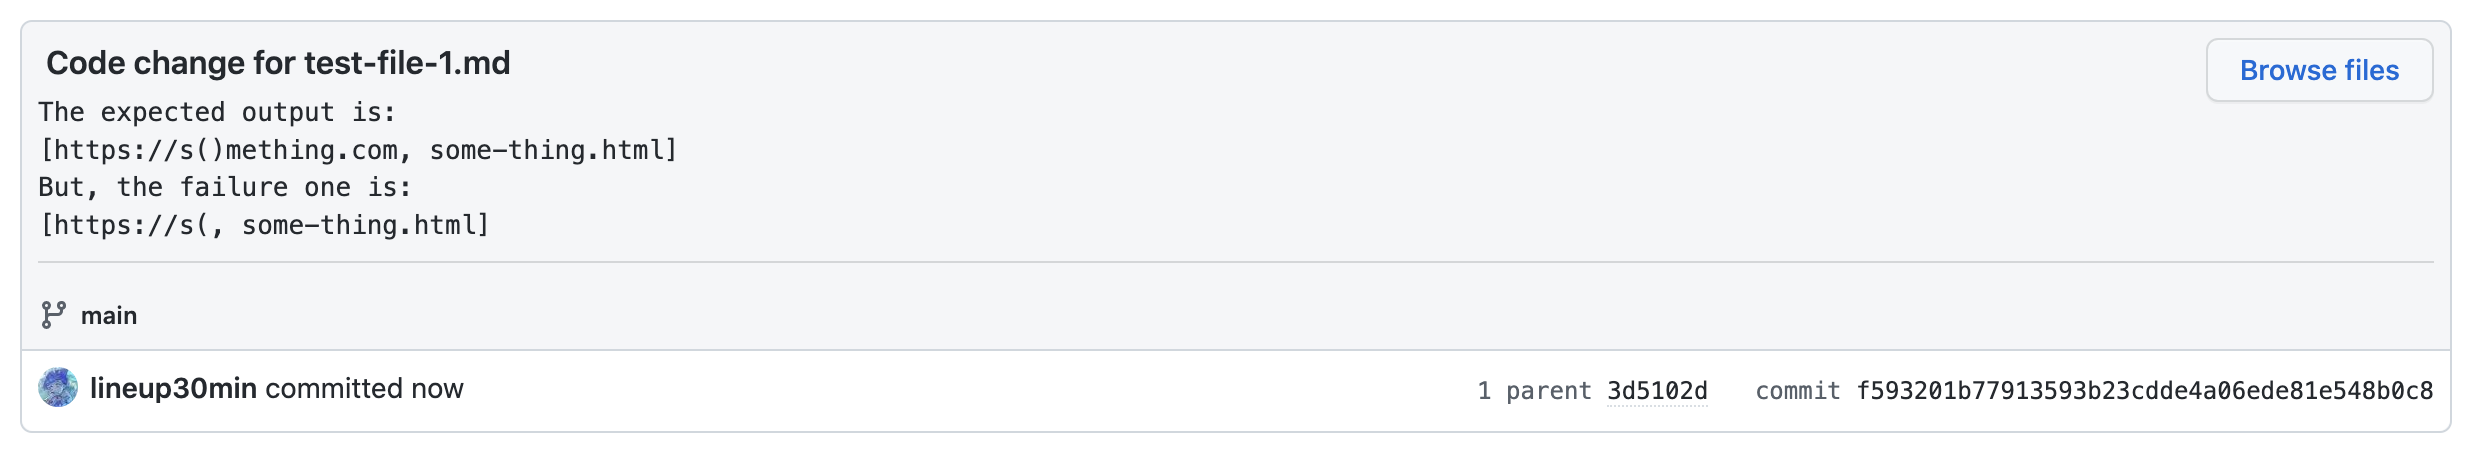 Code change for test-file-1.md
Browse files
The expected output is:
[https://s()mething.com, some-thing.html]
But, the failure one is:
[https://s(, some-thing.html]
main
lineup30min committed now
1 parent 3d5102d commit f593201b77913593b23cdde4a06ede81e548b0c8